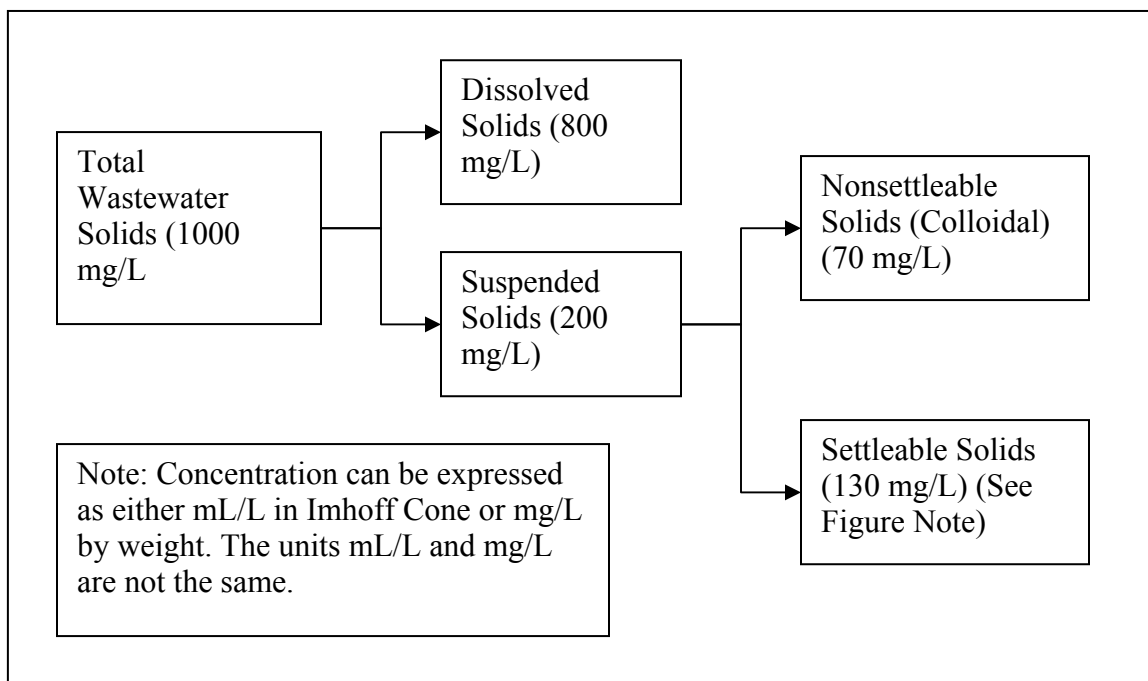 Total
Wastewater
Solids (1000
mg/L
Dissolved
Solids (800
mg/L)
Suspended
Solids (200
mg/L)
Nonsettleable
Solids (Colloidal)
(70 mg/L)
Settleable Solids
(130 mg/L) (See
Figure Note)
Note: Concentration can be expressed
as either mL/L in Imhoff Cone or mg/L
by weight. The units mL/L and mg/L
are not the same.